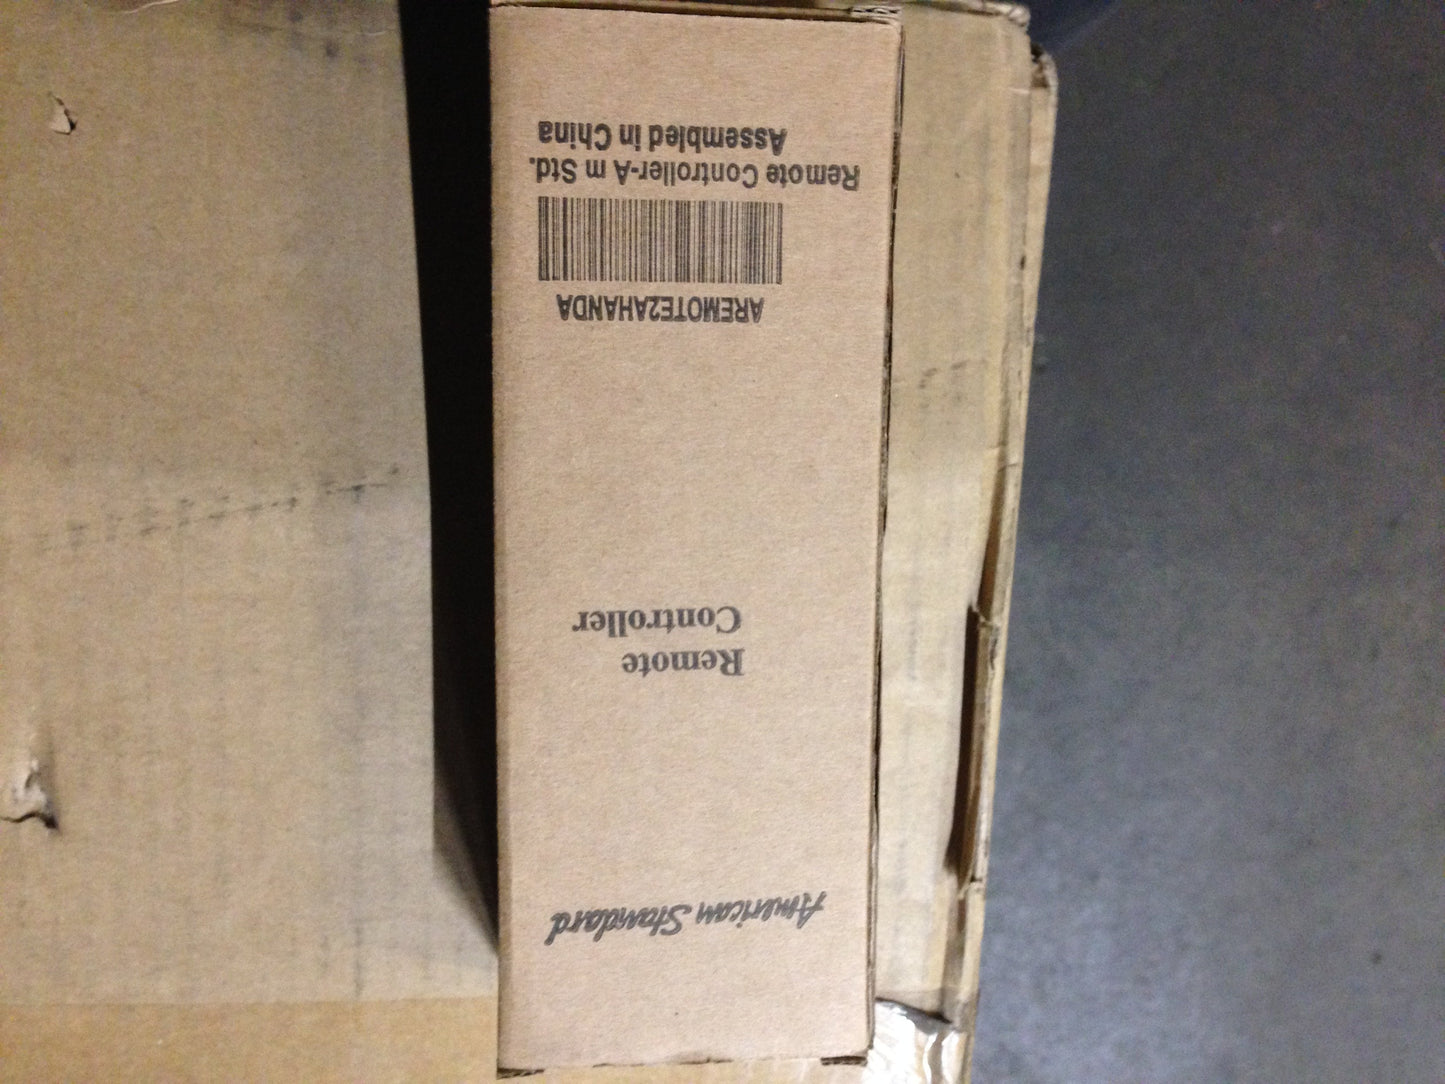 American Standard
Remote
Controller
AREMOTE2AHANDA
Remote Controller-A m Std.
Assembled in China